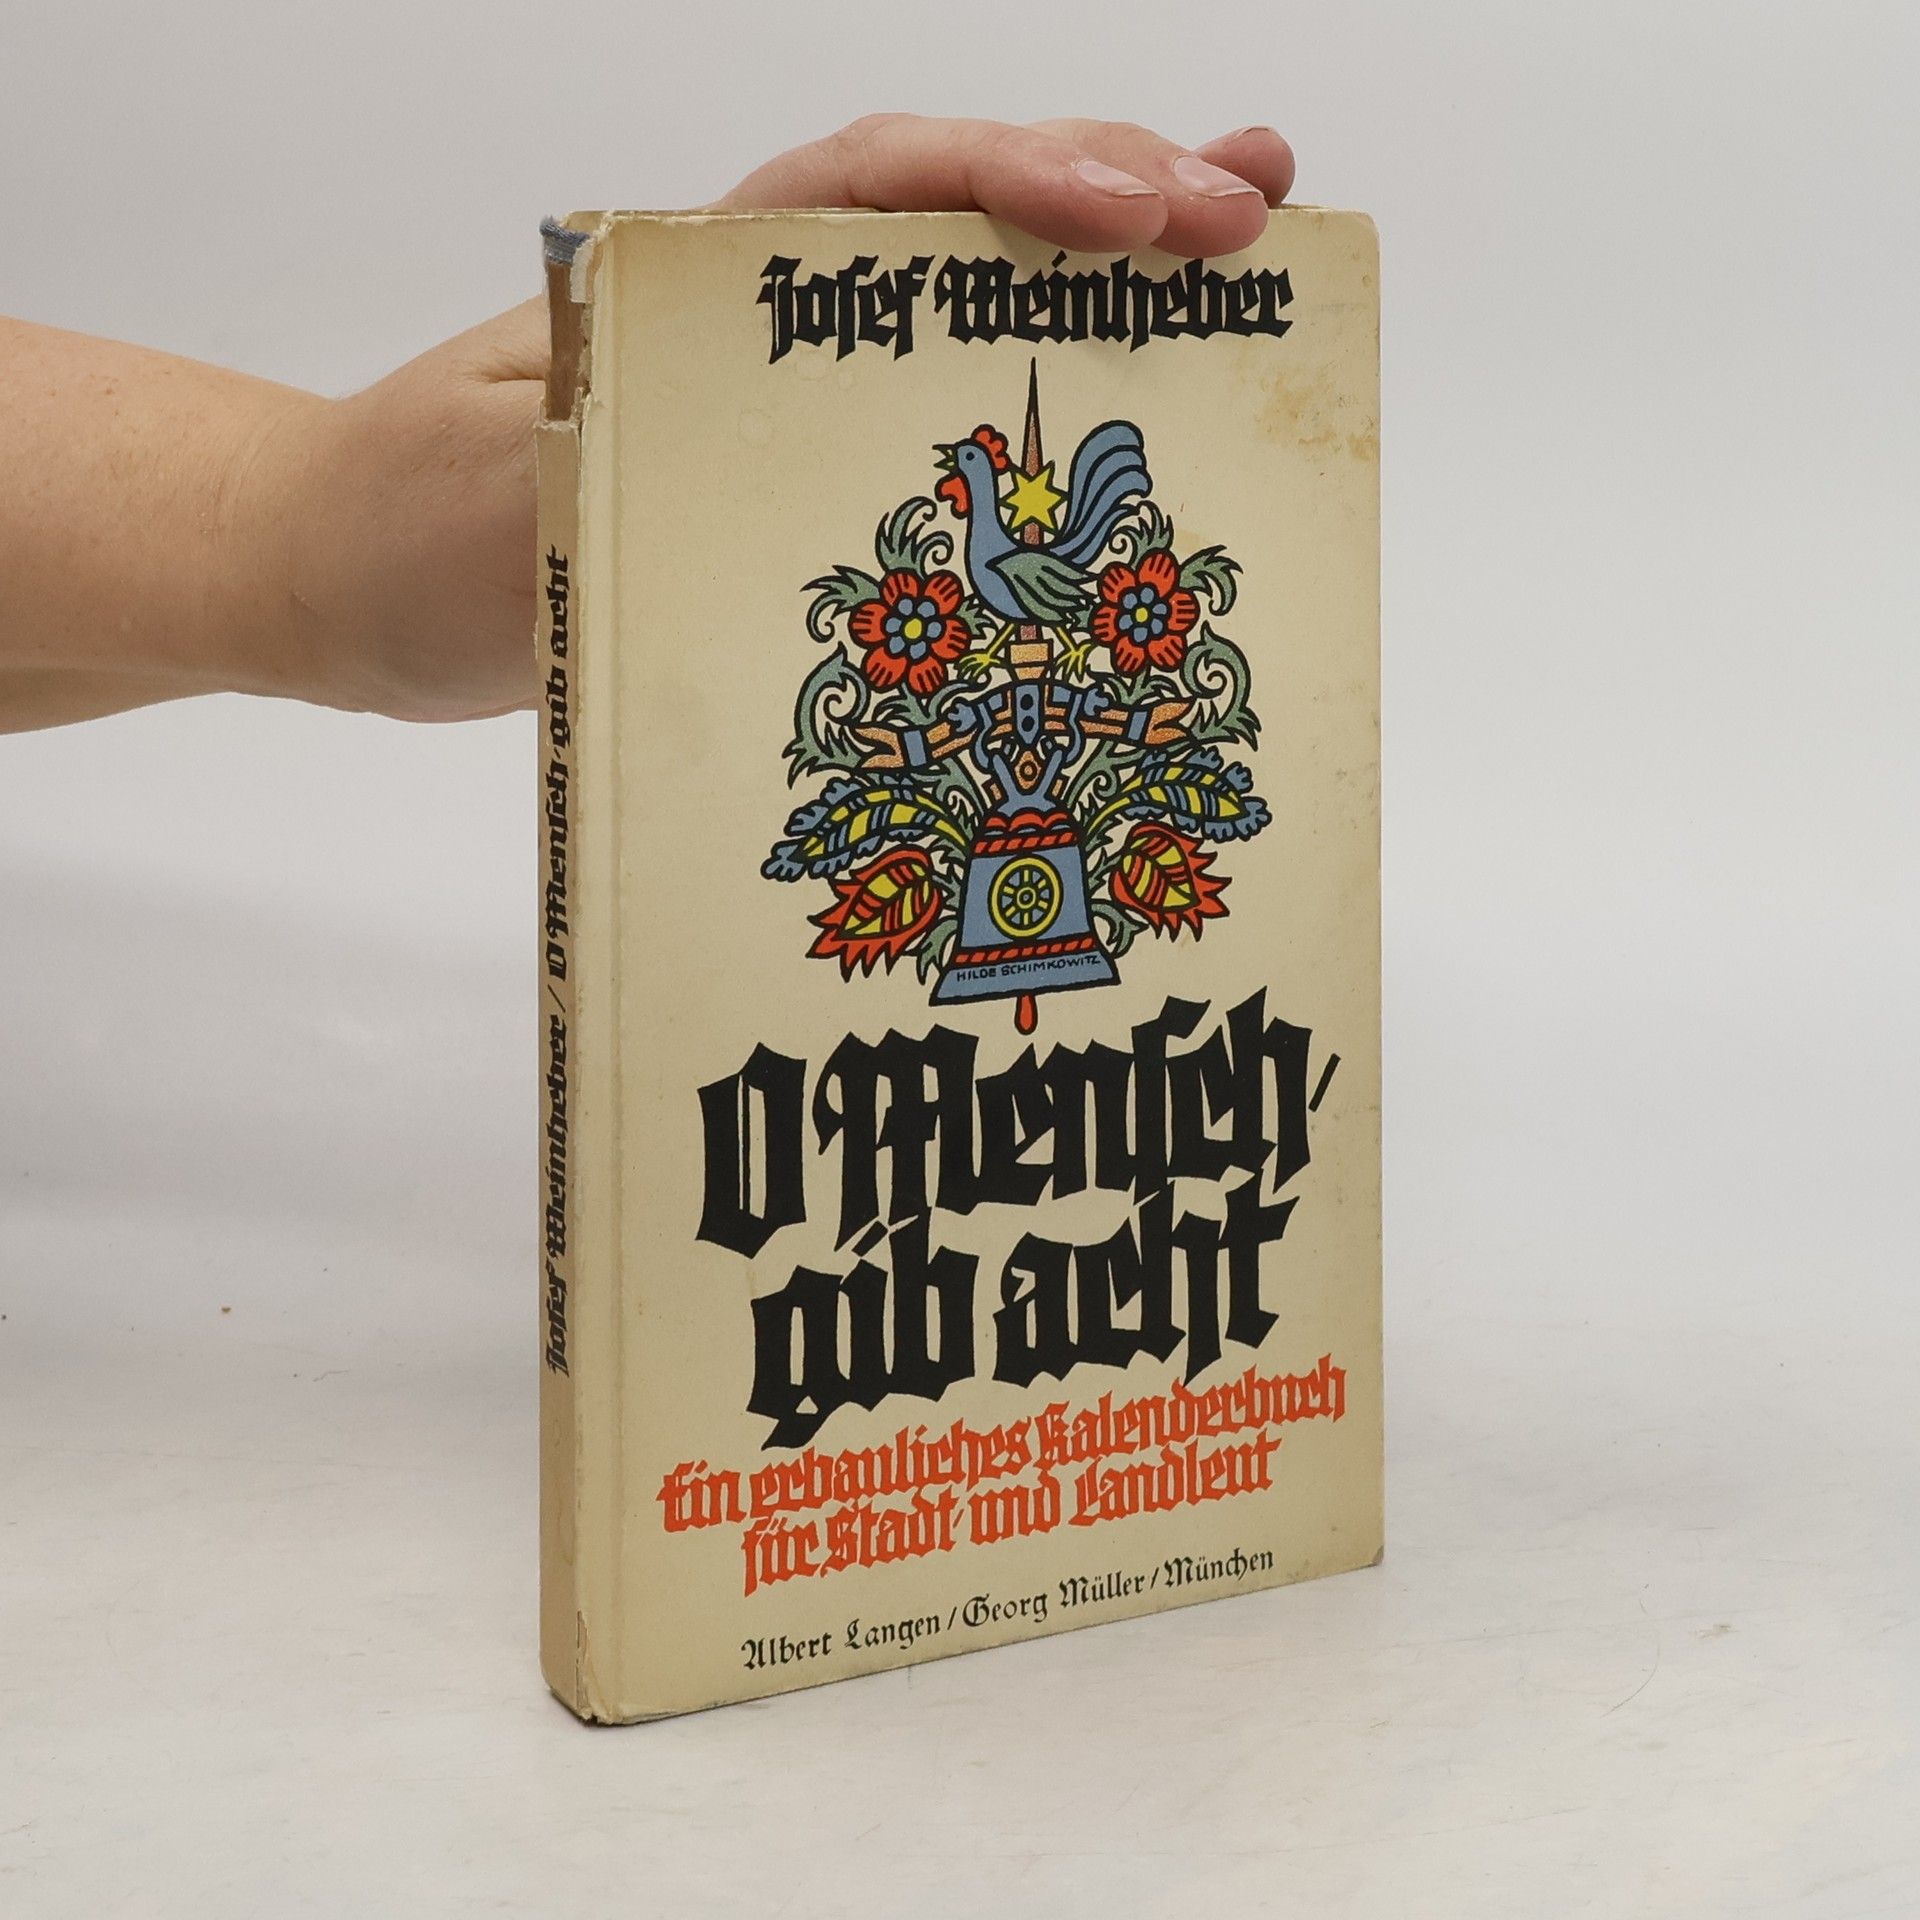 Josef Weinheber
HILDE SCHIMKOWITZ
O Mensch,
gib acht
Ein erbauliches Kalenderbuch
für Stadt- und Landleut
Albert Langen / Georg Müller / München
Josef Weinheber / O Mensch, gib acht